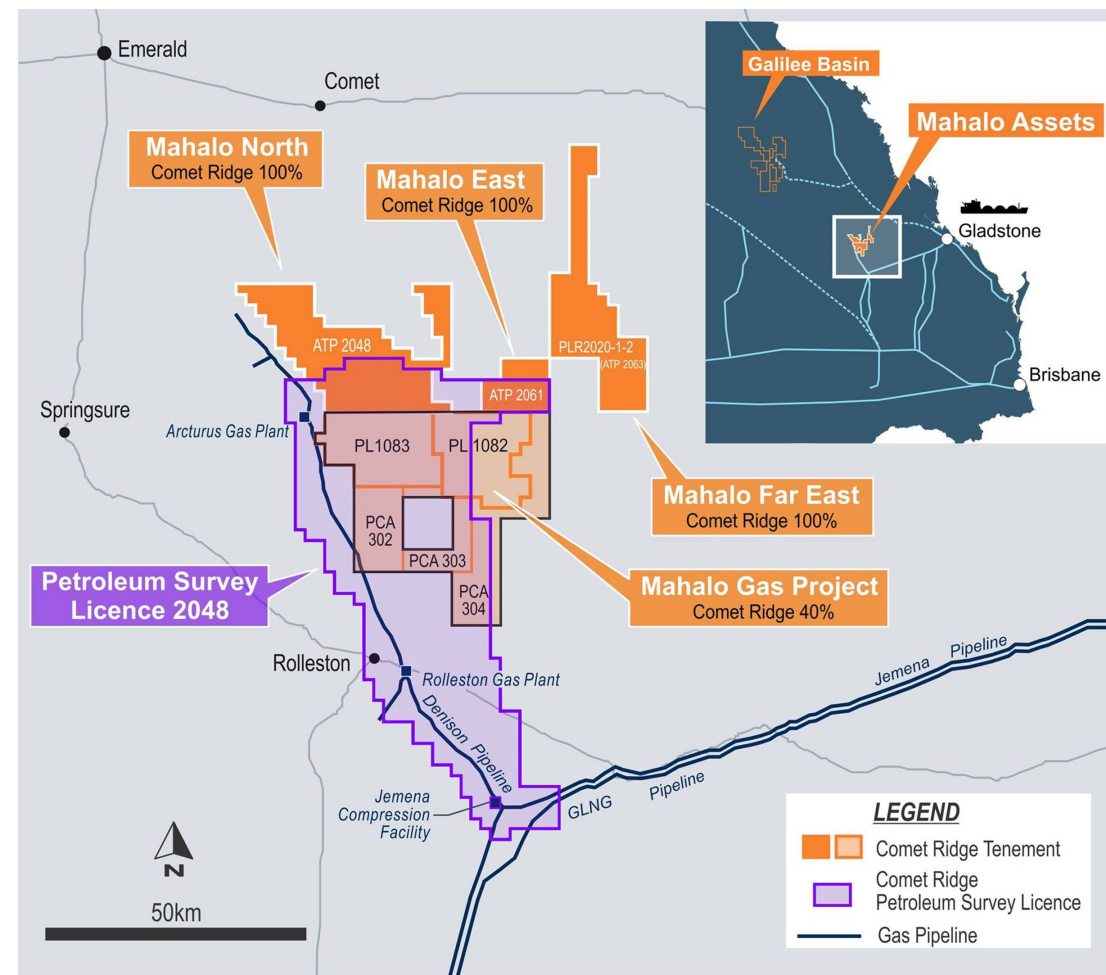 Emerald
Comet
Mahalo North
Comet Ridge 100%
Mahalo East
Comet Ridge 100%
Galilee Basin
Mahalo Assets
Gladstone
Brisbane
ATP 2048
PLR2020-1-2
(ATP 2063)
ATP 2061
Springsure
Arcturus Gas Plant
PL1083
PL 1082
Mahalo Far East
Comet Ridge 100%
PCA
302
PCA 303
PCA
304
Petroleum Survey
Licence 2048
Mahalo Gas Project
Comet Ridge 40%
Rolleston
Rolleston Gas Plant
Denison Pipeline
Jemena Pipeline
GLNG Pipeline
Jemena
Compression
Facility
N
50km
LEGEND
Comet Ridge Tenement
Comet Ridge
Petroleum Survey Licence
Gas Pipeline